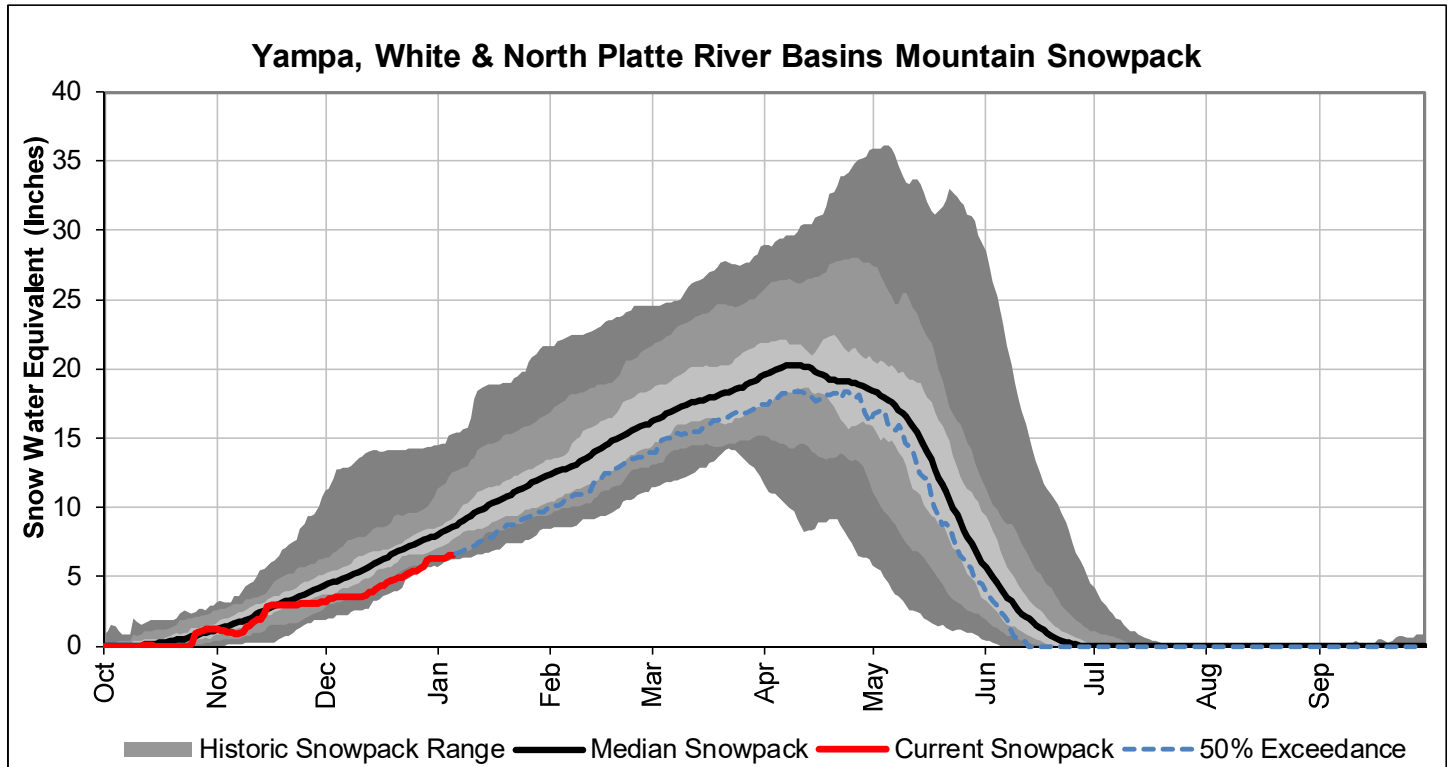 Yampa, White & North Platte River Basins Mountain Snowpack
Snow Water Equivalent (Inches)
40
35
30
25
20
15
10
5
0
Oct
Nov
Dec
Jan
Feb
Mar
Apr
May
Jun
Jul
Aug
Sep
Historic Snowpack Range Median Snowpack Current Snowpack 50% Exceedance